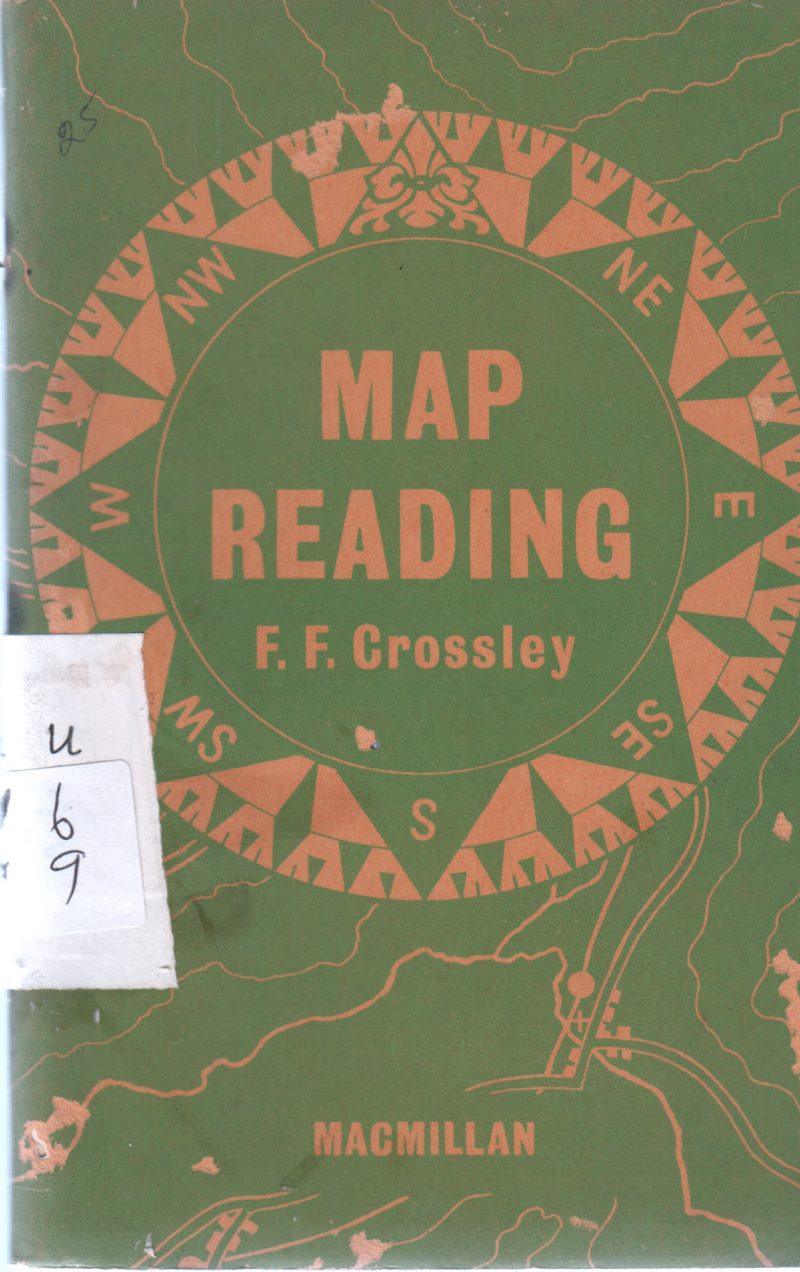 25
NW
NE
MAP
READING
F. F. Crossley
W
E
SW
SE
S
u
6
9
MACMILLAN